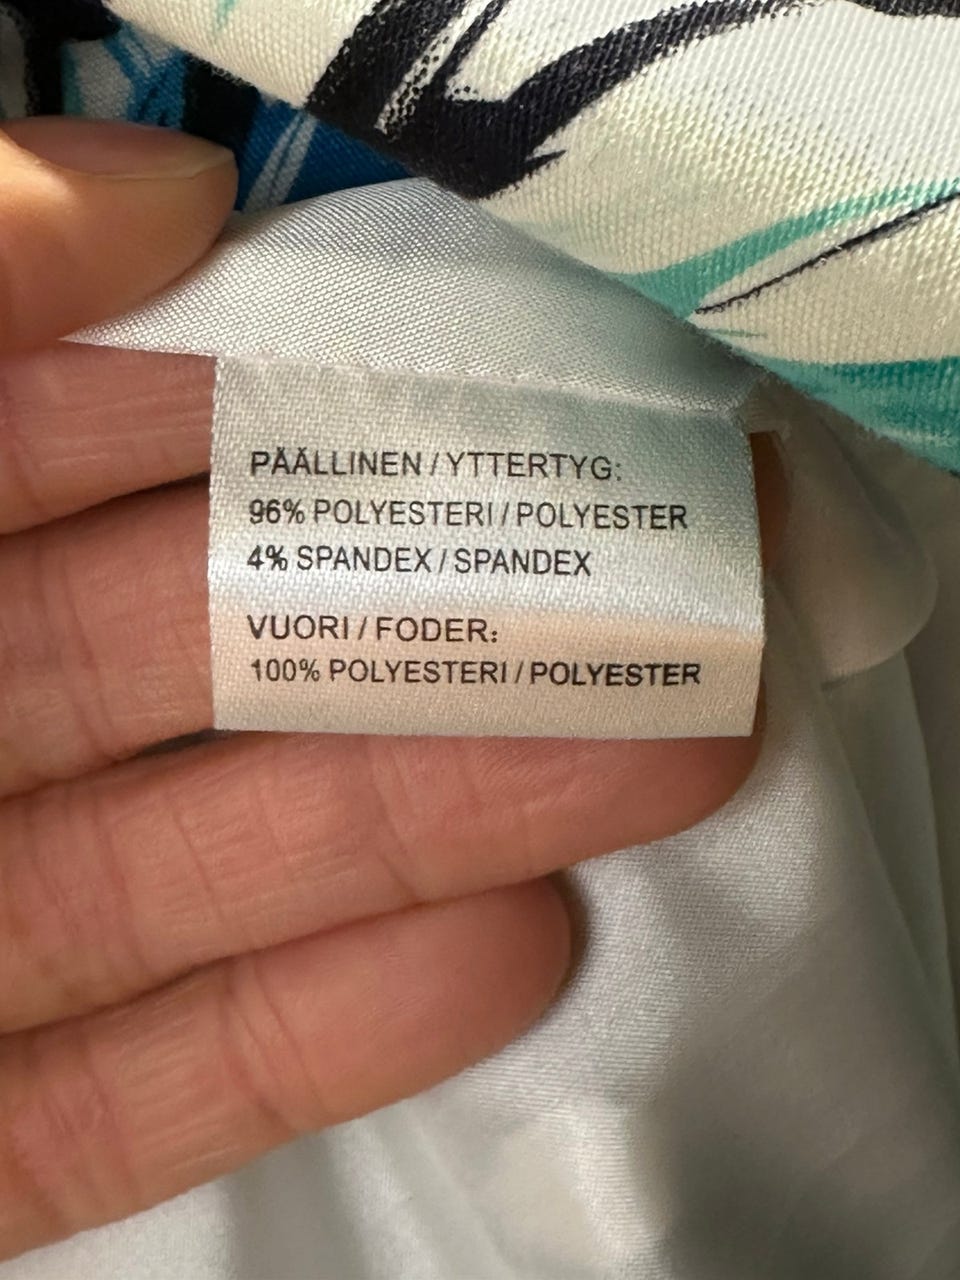 PÄÄLLINEN / YTTERTYG:
96% POLYESTERI / POLYESTER
4% SPANDEX / SPANDEX
VUORI / FODER:
100% POLYESTERI / POLYESTER